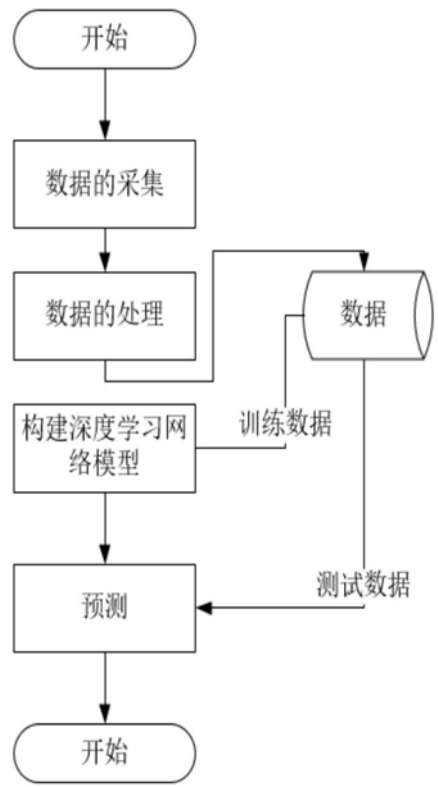 开始
数据的采集
数据的处理
数据
构建深度学习网
络模型
训练数据
测试数据
预测
开始